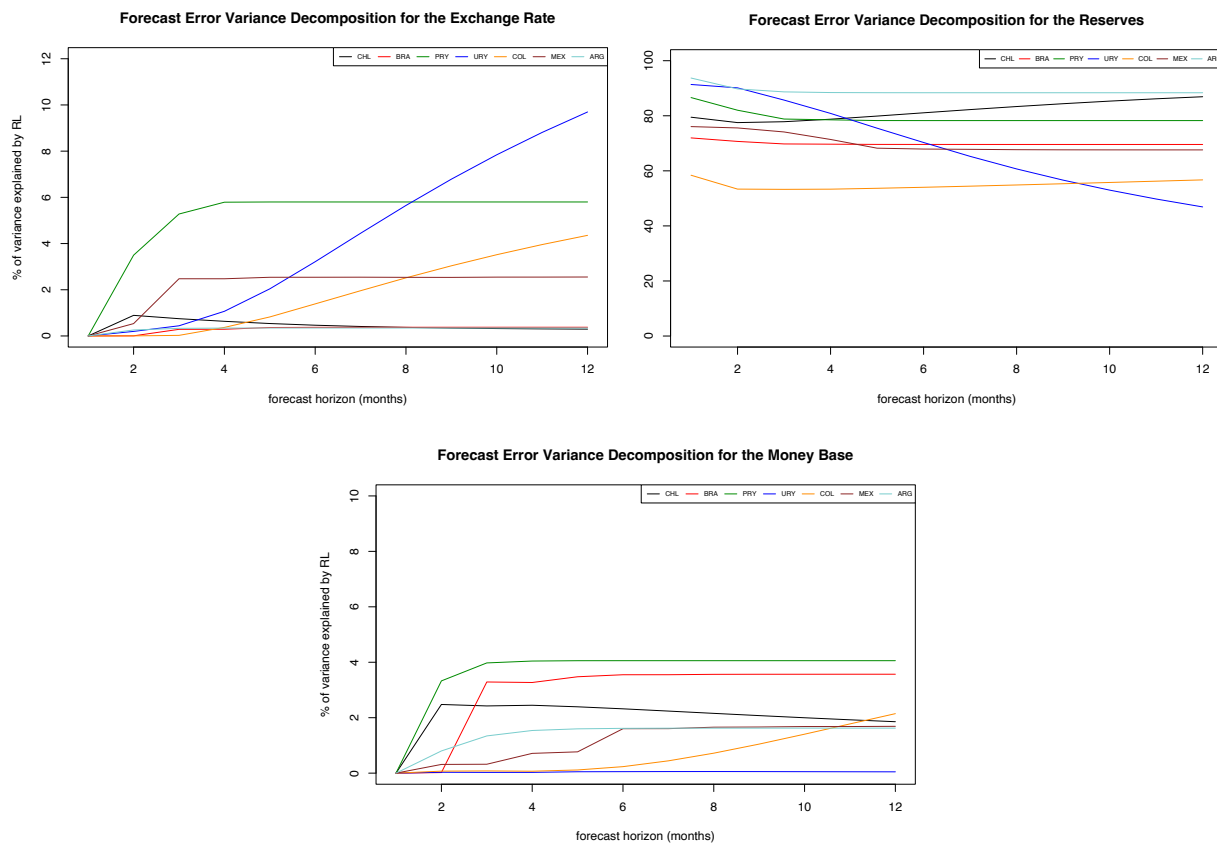 Forecast Error Variance Decomposition for the Exchange Rate
CHL BRA PRY URY COL MEX ARG
% of variance explained by RL
12
10
8
6
4
2
0
2 4 6 8 10 12
forecast horizon (months)
Forecast Error Variance Decomposition for the Reserves
CHL BRA PRY URY COL MEX
100
80
60
40
20
0
2 4 6 8 10 12
forecast horizon (months)
Forecast Error Variance Decomposition for the Money Base
CHL BRA PRY URY COL MEX ARG
% of variance explained by RL
10
8
6
4
2
0
2 4 6 8 10 12
forecast horizon (months)